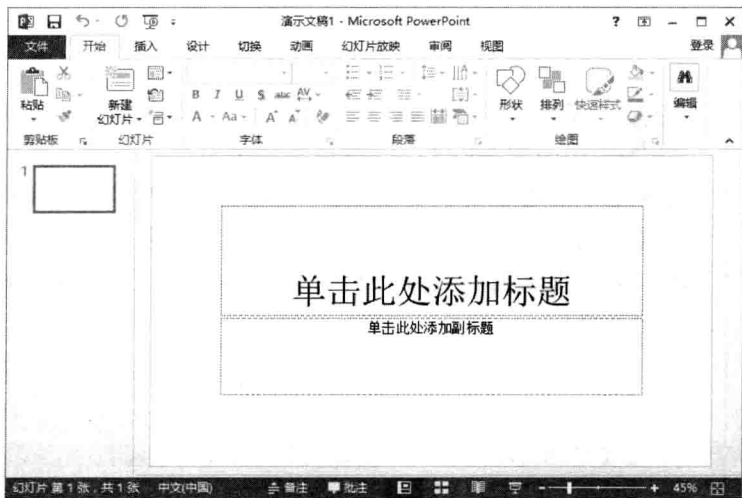 演示文稿1 - Microsoft PowerPoint ?
文件 开始 插入 设计 切换 动画 幻灯片放映 审阅 视图 登录
粘贴 新建 幻灯片 B I U S abc AV A Aa A A 形状 排列 快速样式 编辑
剪贴板 幻灯片 字体 段落 绘图
1
单击此处添加标题
单击此处添加副标题
幻灯片 第 1 张，共 1 张 中文(中国) 备注 批注 45%